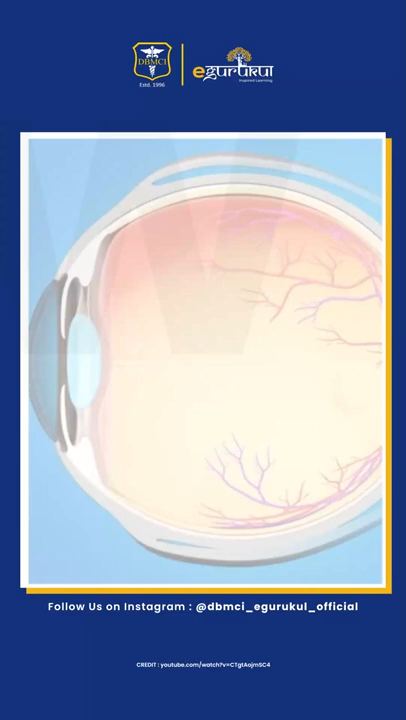 DBMCI
Estd. 1996
egurukul
Inspired Learning
Follow Us on Instagram : @dbmci_egurukul_official
CREDIT : youtube.com/watch?v=CTgtAojmSC4